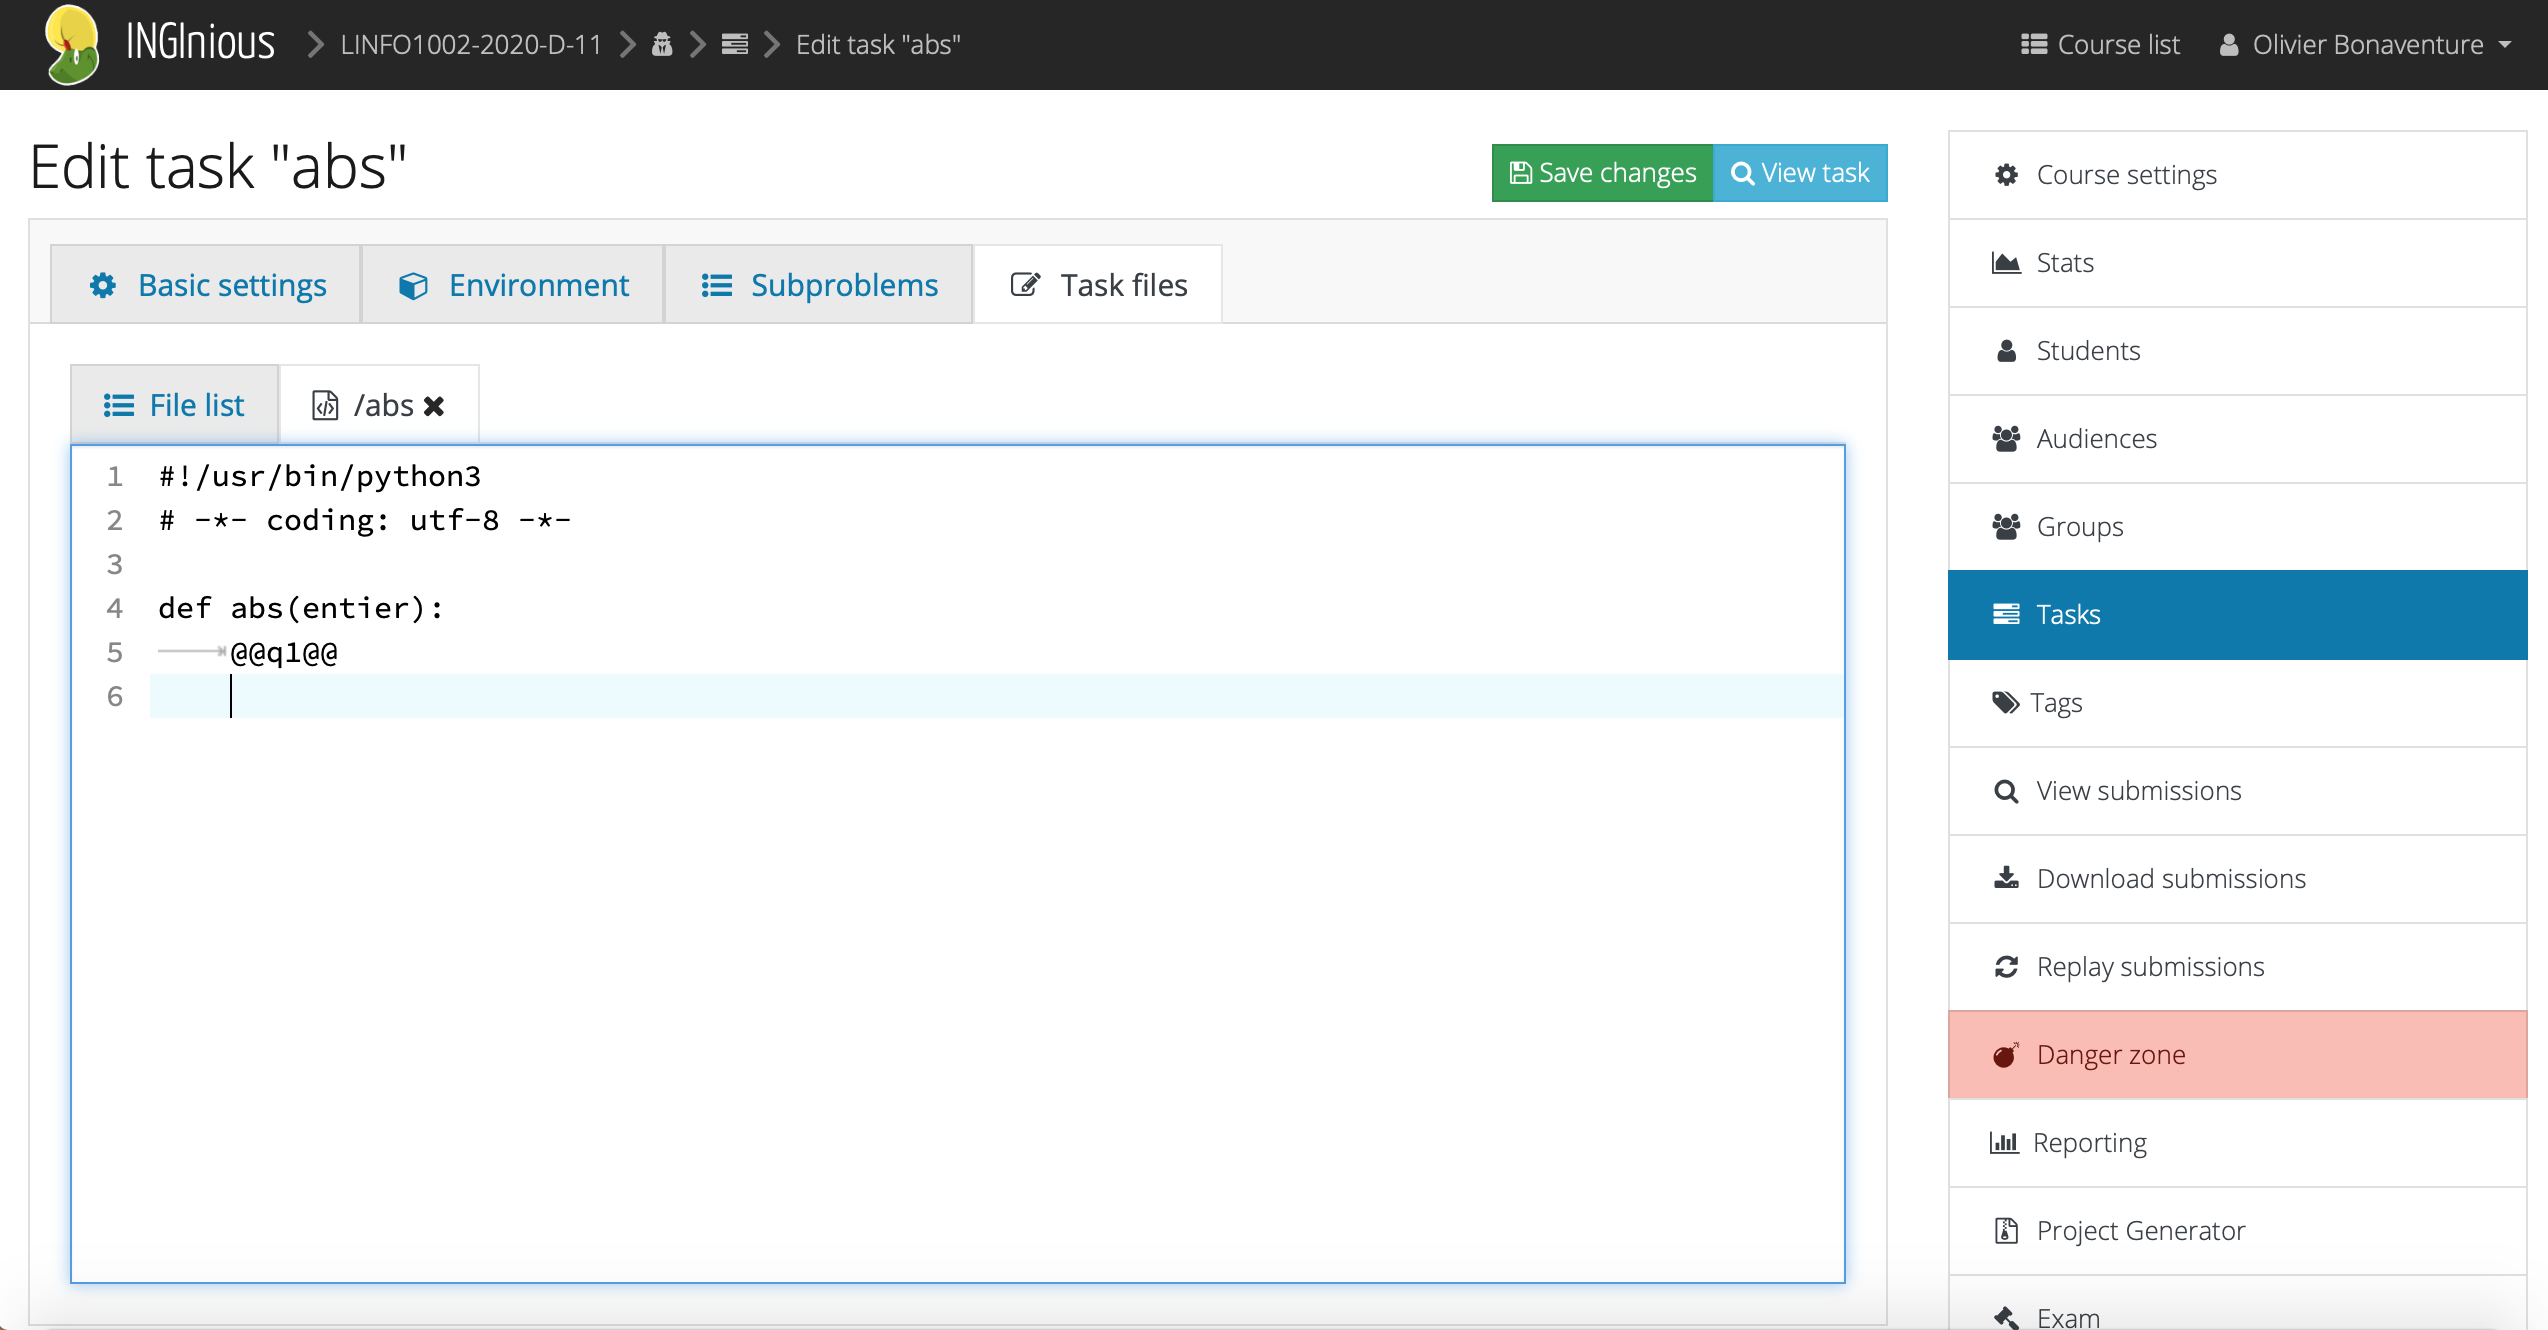 INGInious LINFO1002-2020-D-11 Edit task "abs" Course list Olivier Bonaventure
Edit task "abs"
Save changes View task
Basic settings Environment Subproblems Task files
File list /abs
1 #!/usr/bin/python3
2 # -*- coding: utf-8 -*-
3
4 def abs(entier):
5 @@q1@@
6
Course settings
Stats
Students
Audiences
Groups
Tasks
Tags
View submissions
Download submissions
Replay submissions
Danger zone
Reporting
Project Generator
Exam